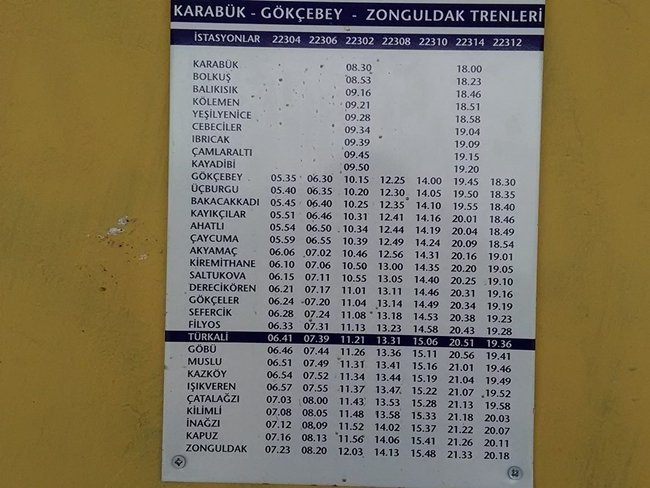 KARABÜK - GÖKÇEBEY - ZONGULDAK TRENLERİ
İSTASYONLAR 22304 22306 22302 22308 22310 22314 22312
KARABÜK 08.30 18.00
BOLKUŞ 08.53 18.23
BALIKISIK 09.16 18.46
KÖLEMEN 09.21 18.51
YEŞİLYENİCE 09.28 18.58
CEBECİLER 09.34 19.04
IBRICAK 09.39 19.09
ÇAMLARALTI 09.45 19.15
KAYADİBİ 09.50 19.20
GÖKÇEBEY 05.35 06.30 10.15 12.25 14.00 19.45 18.30
ÜÇBURGU 05.40 06.35 10.20 12.30 14.05 19.50 18.35
BAKACAKKADI 05.45 06.40 10.25 12.35 14.10 19.55 18.40
KAYIKÇILAR 05.51 06.46 10.31 12.41 14.16 20.01 18.46
AHATLI 05.54 06.50 10.34 12.44 14.19 20.04 18.49
ÇAYCUMA 05.59 06.55 10.39 12.49 14.24 20.09 18.54
AKYAMAÇ 06.06 07.02 10.46 12.56 14.31 20.16 19.01
KİREMİTHANE 06.10 07.06 10.50 13.00 14.35 20.20 19.05
SALTUKOVA 06.15 07.11 10.55 13.05 14.40 20.25 19.10
DERECİKÖREN 06.21 07.17 11.01 13.11 14.46 20.31 19.16
GÖKÇELER 06.24 07.20 11.04 13.14 14.49 20.34 19.19
SEFERCİK 06.28 07.24 11.08 13.18 14.53 20.38 19.23
FİLYOS 06.33 07.31 11.13 13.23 14.58 20.43 19.28
TÜRKALİ 06.41 07.39 11.21 13.31 15.06 20.51 19.36
GÖBÜ 06.46 07.44 11.26 13.36 15.11 20.56 19.41
MUSLU 06.51 07.49 11.31 13.41 15.16 21.01 19.46
KAZKÖY 06.54 07.52 11.34 13.44 15.19 21.04 19.49
IŞIKVEREN 06.57 07.55 11.37 13.47 15.22 21.07 19.52
ÇATALAĞZI 07.03 08.00 11.43 13.53 15.28 21.13 19.58
KİLİMLİ 07.08 08.05 11.48 13.58 15.33 21.18 20.03
İNAĞZI 07.12 08.09 11.52 14.02 15.37 21.22 20.07
KAPUZ 07.16 08.13 11.56 14.06 15.41 21.26 20.11
ZONGULDAK 07.23 08.20 12.03 14.13 15.48 21.33 20.18